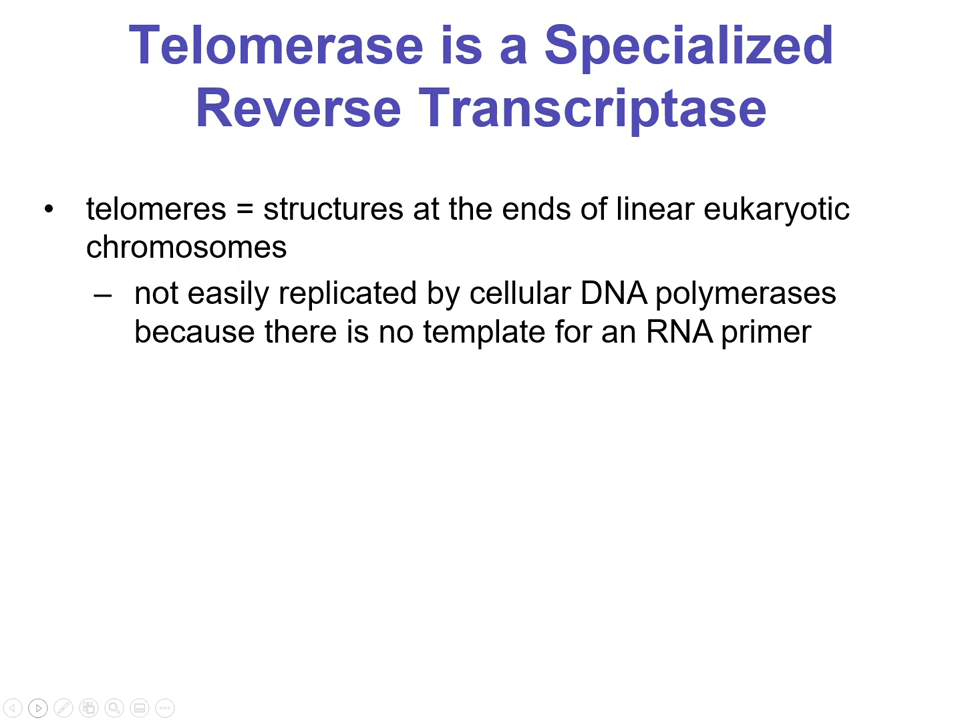 Telomerase is a Specialized
Reverse Transcriptase
• telomeres = structures at the ends of linear eukaryotic
chromosomes
– not easily replicated by cellular DNA polymerases
because there is no template for an RNA primer